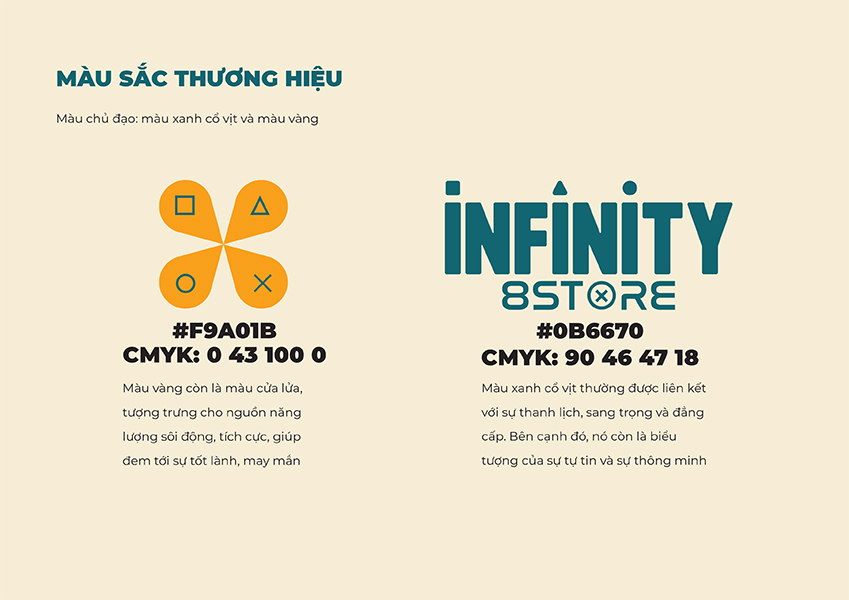 MÀU SẮC THƯƠNG HIỆU
Màu chủ đạo: màu xanh cổ vịt và màu vàng
#F9A01B
CMYK: 0 43 100 0
Màu vàng còn là màu cửa lửa,
tượng trưng cho nguồn năng
lượng sôi động, tích cực, giúp
đem tới sự tốt lành, may mắn
INFINITY
8STORE
#0B6670
CMYK: 90 46 47 18
Màu xanh cổ vịt thường được liên kết
với sự thanh lịch, sang trọng và đẳng
cấp. Bên cạnh đó, nó còn là biểu
tượng của sự tự tin và sự thông minh